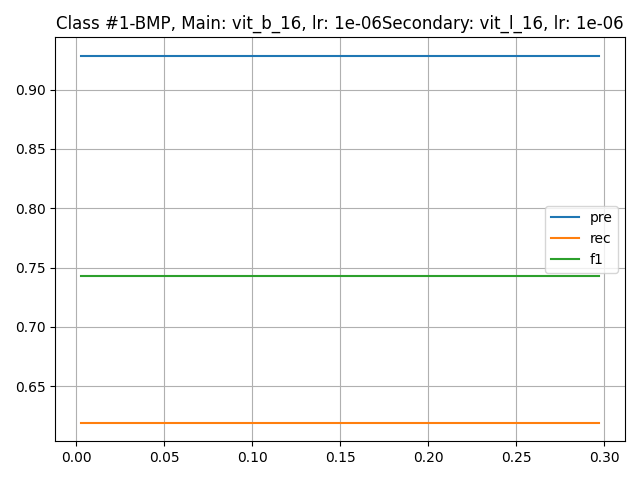 Class #1-BMP, Main: vit_b_16, lr: 1e-06Secondary: vit_l_16, lr: 1e-06
0.90
0.85
0.80
0.75
0.70
0.65
pre
rec
f1
0.00 0.05 0.10 0.15 0.20 0.25 0.30